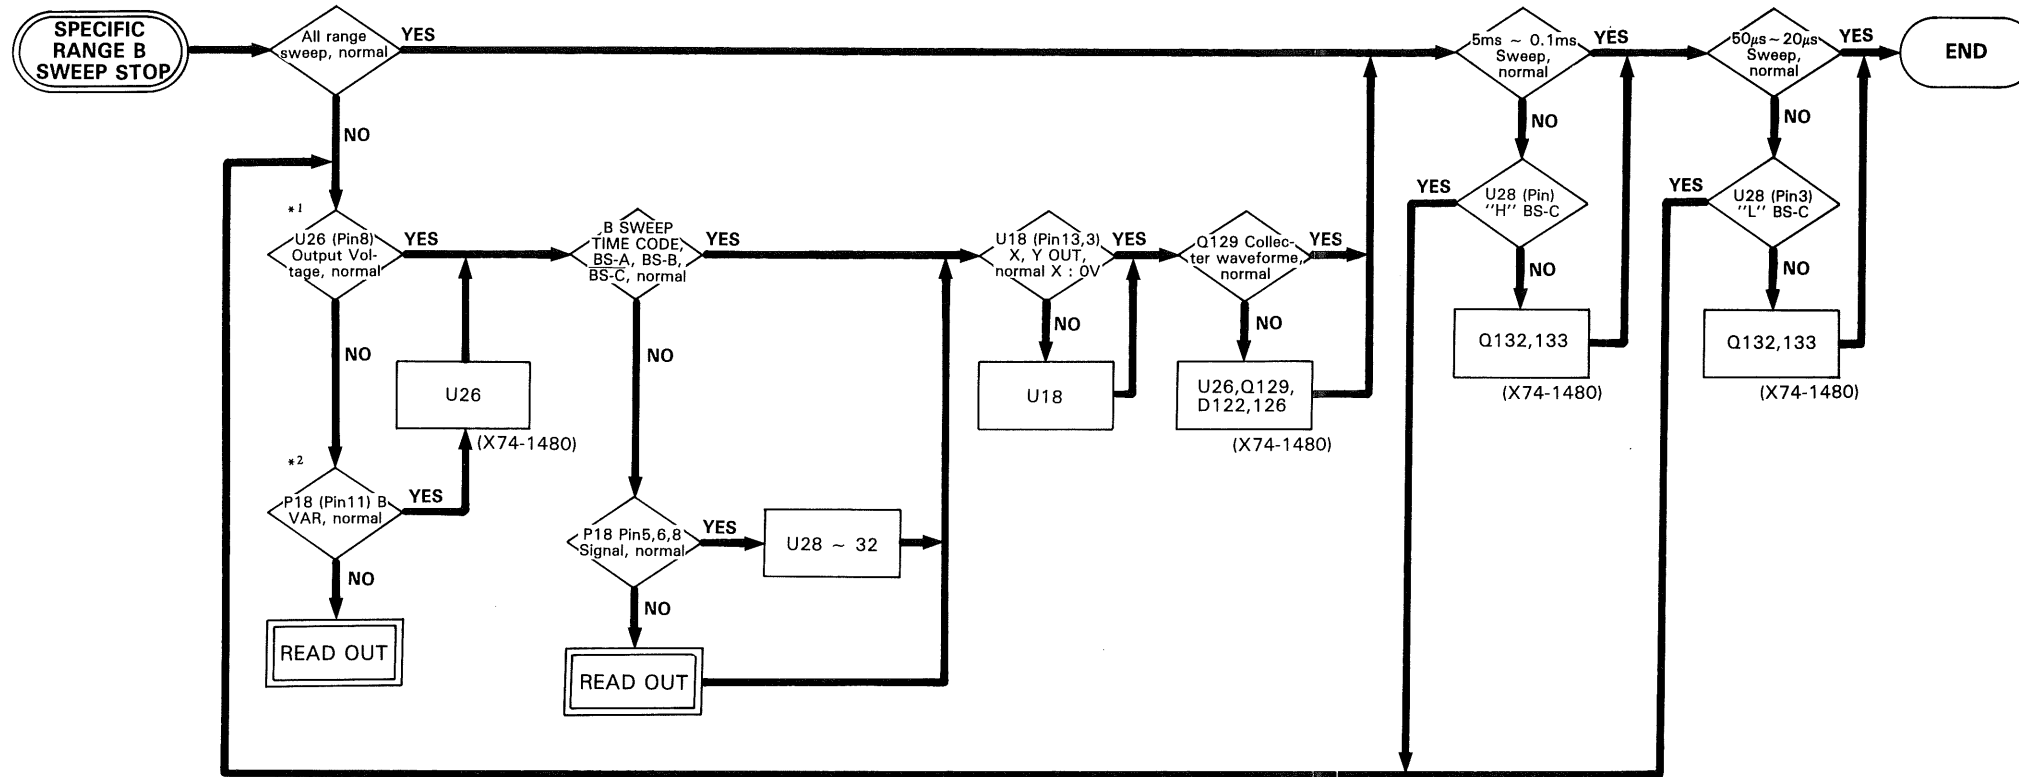 SPECIFIC
RANGE B
SWEEP STOP
All range
sweep, normal
YES
NO
*1
U26 (Pin8)
Output Vol-
tage, normal
YES
NO
*2
P18 (Pin11) B
VAR, normal
YES
NO
READ OUT
U26
(X74-1480)
B SWEEP
TIME CODE,
BS-A, BS-B,
BS-C, normal
YES
NO
P18 Pin5,6,8
Signal, normal
YES
NO
READ OUT
U28 ~ 32
U18 (Pin13,3)
X, Y OUT,
normal X : 0V
YES
NO
U18
Q129 Collec-
ter waveforme,
normal
YES
NO
U26,Q129,
D122,126
(X74-1480)
5ms ~ 0.1ms
Sweep,
normal
YES
NO
U28 (Pin)
"H" BS-C
YES
NO
Q132,133
(X74-1480)
50µs~20µs
Sweep,
normal
YES
NO
U28 (Pin3)
"L" BS-C
YES
NO
Q132,133
(X74-1480)
END